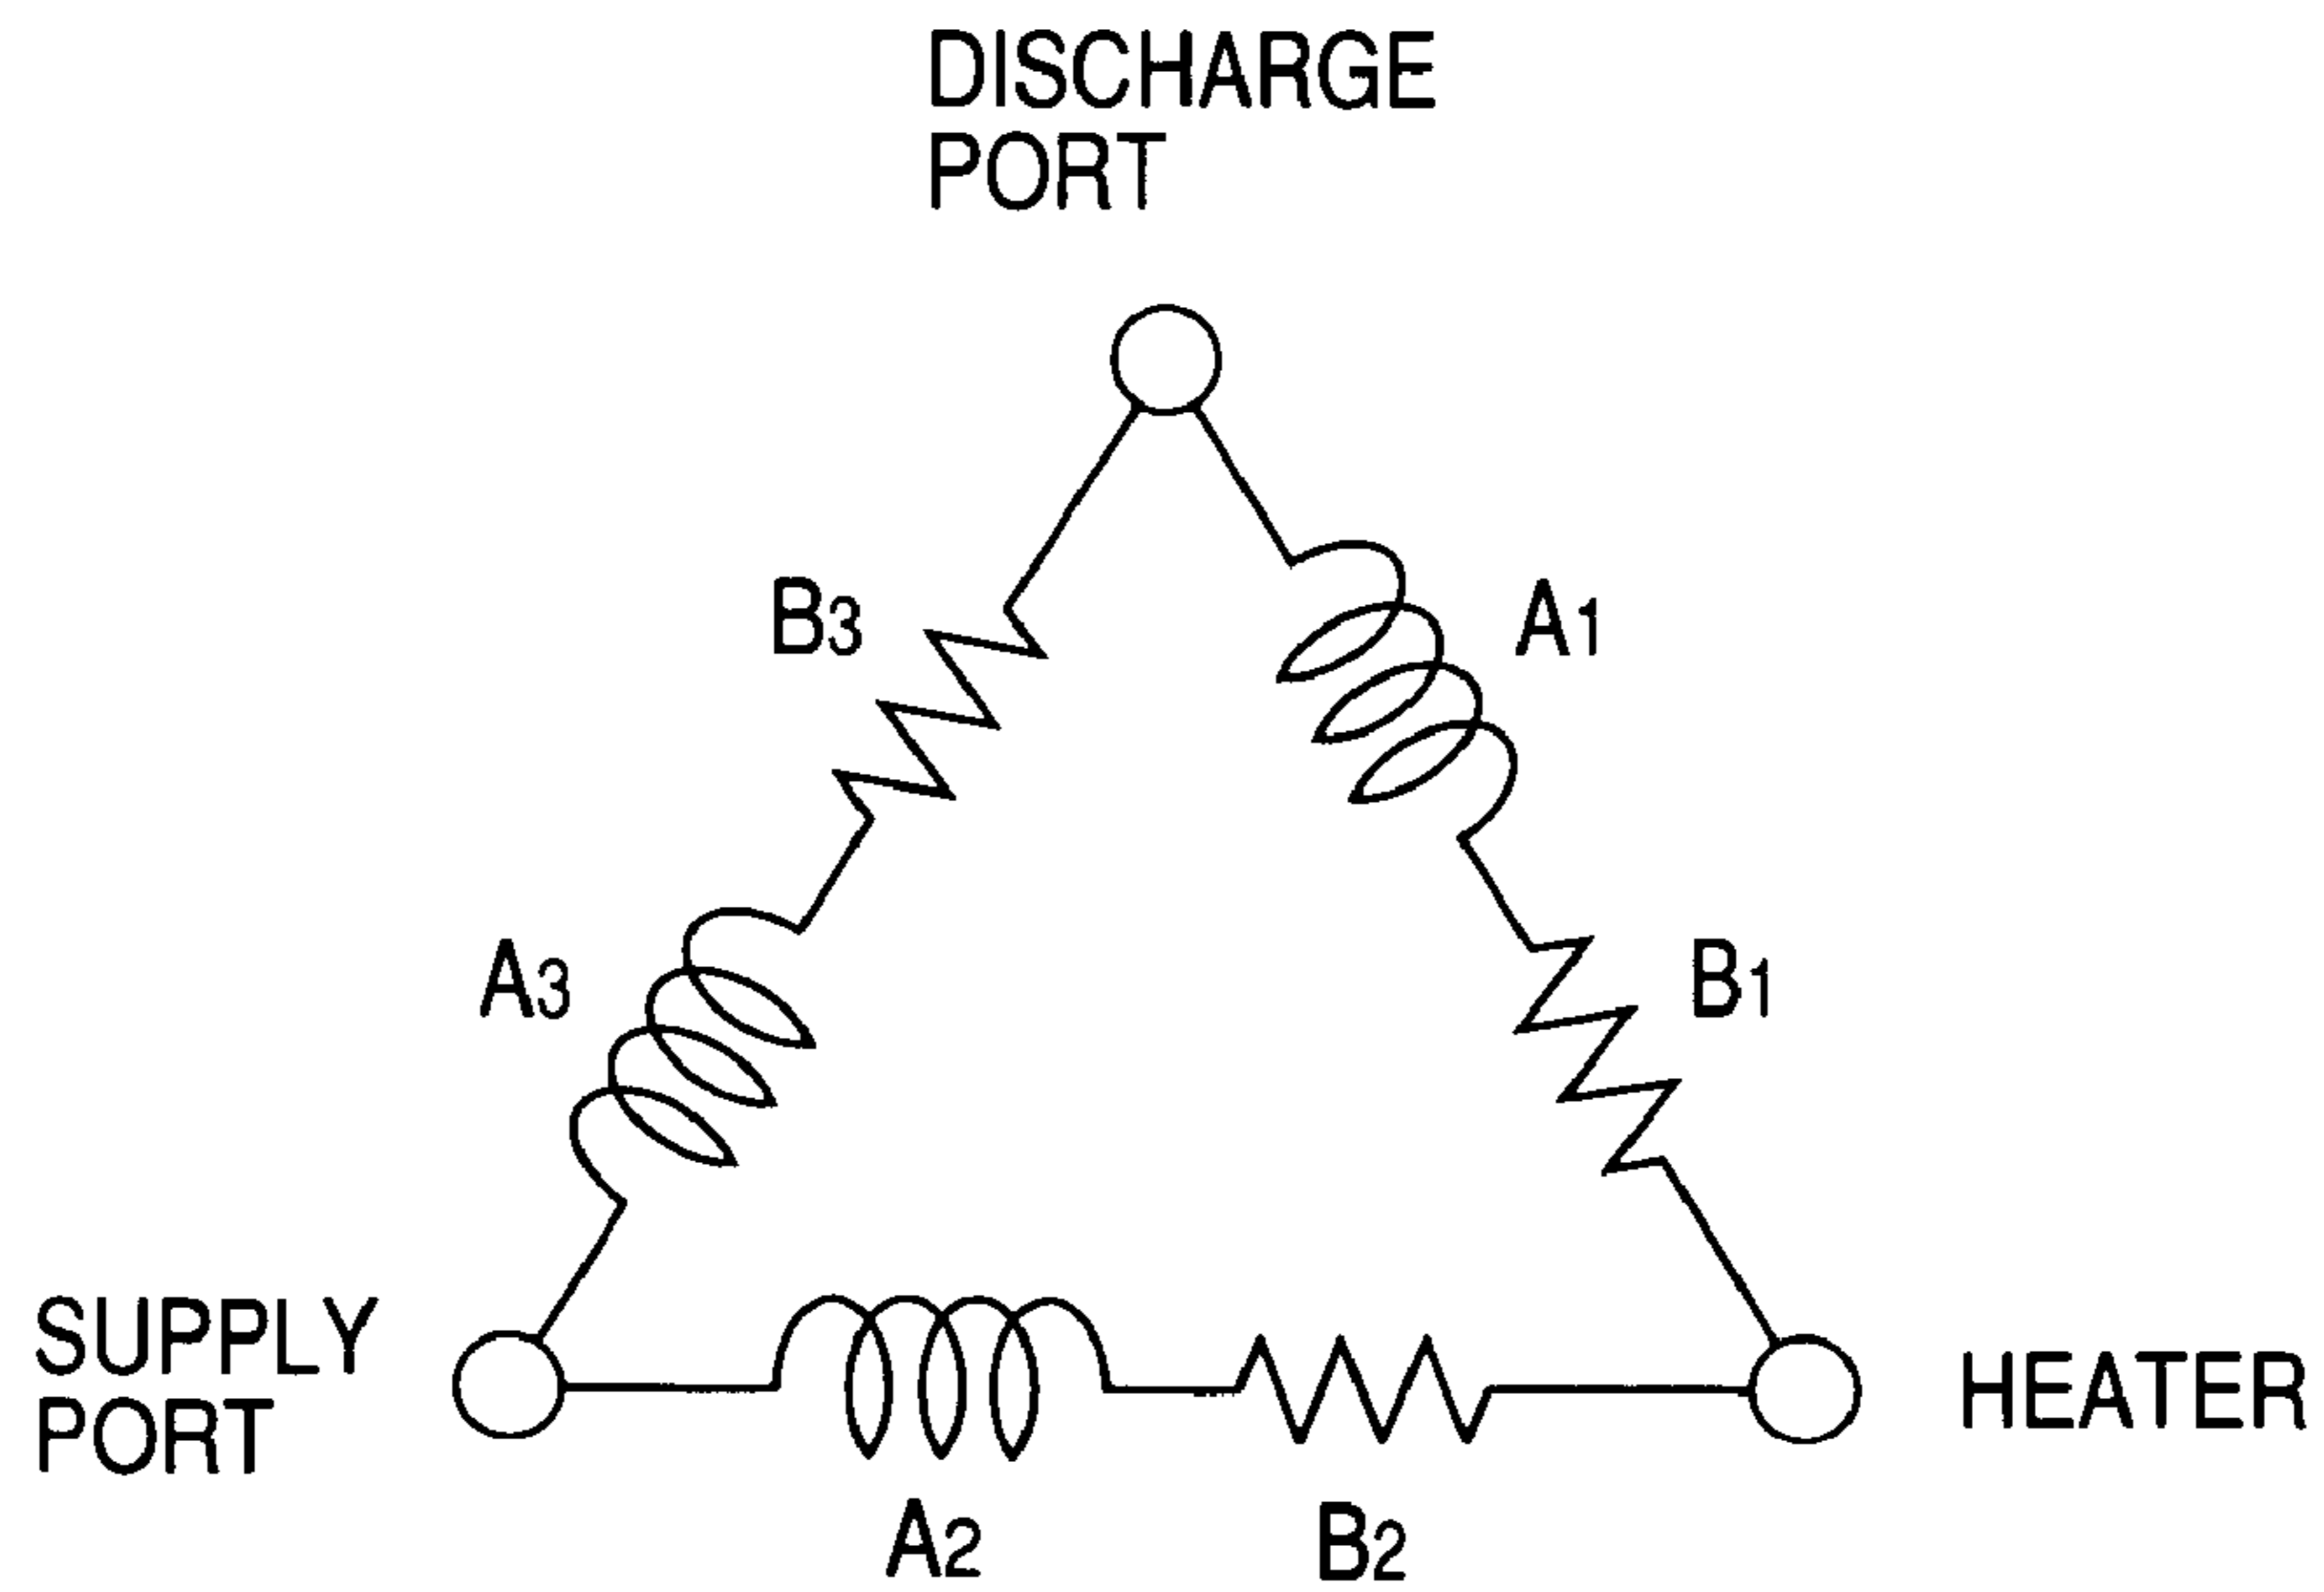 DISCHARGE
PORT
B3
A1
A3
B1
SUPPLY
PORT
HEATER
A2
B2